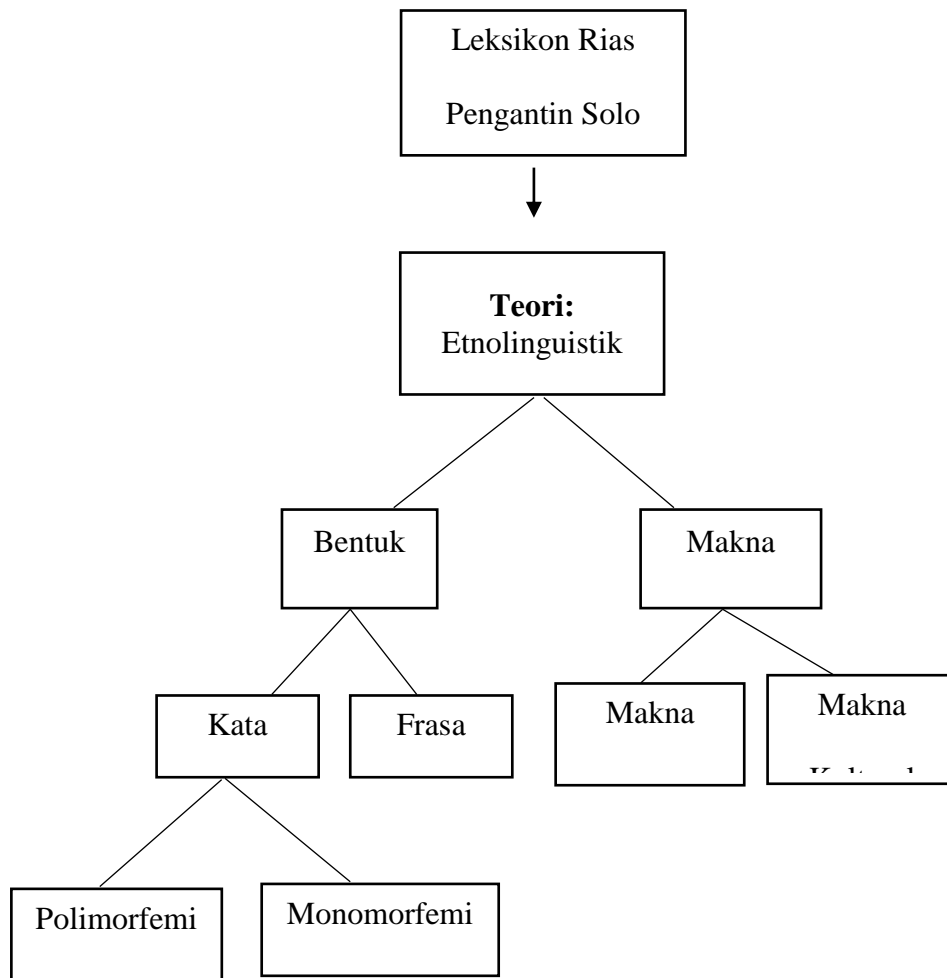 Leksikon Rias
Pengantin Solo
Teori:
Etnolinguistik
Bentuk
Makna
Kata
Frasa
Makna
Makna
Polimorfemi
Monomorfemi